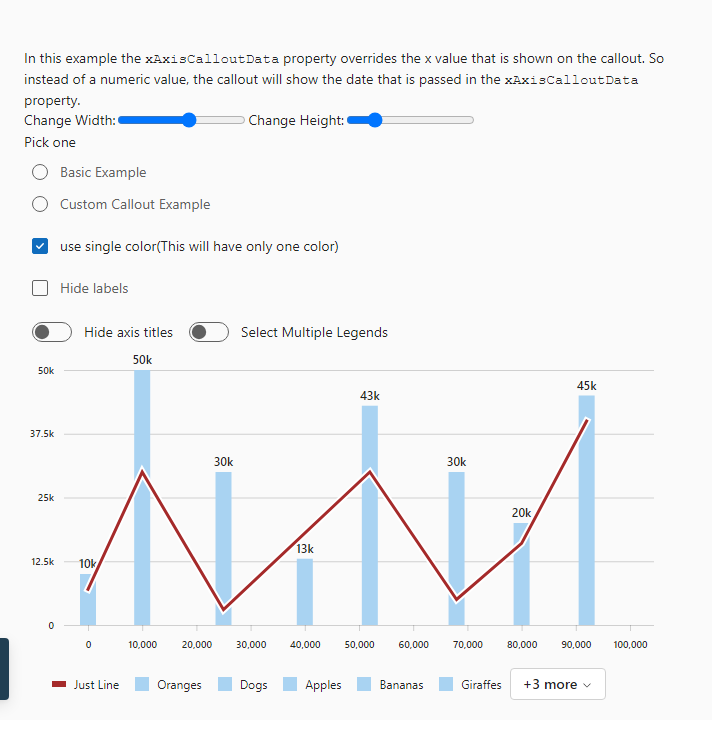 In this example the xAxisCalloutData property overrides the x value that is shown on the callout. So
instead of a numeric value, the callout will show the date that is passed in the xAxisCalloutData
property.
Change Width: Change Height:
Pick one
Basic Example
Custom Callout Example
use single color(This will have only one color)
Hide labels
Hide axis titles Select Multiple Legends
50k
50k
43k
45k
37.5k
30k
30k
25k
20k
13k
12.5k
10k
0
0 10,000 20,000 30,000 40,000 50,000 60,000 70,000 80,000 90,000 100,000
Just Line Oranges Dogs Apples Bananas Giraffes +3 more